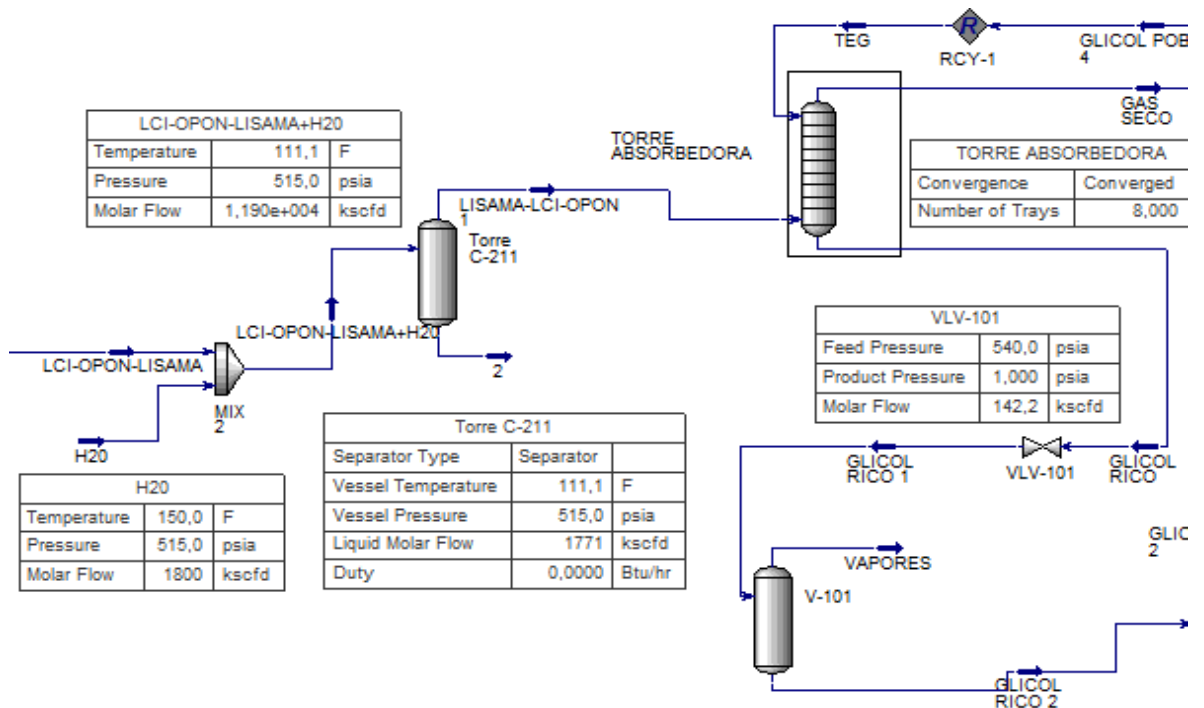 R
TEG
GLICOL POB
RCY-1
4
LCI-OPON-LISAMA+H20
Temperature 111,1 F
Pressure 515,0 psia
Molar Flow 1,190e+004 kscfd
GAS
SECO
TORRE
ABSORBEDORA
TORRE ABSORBEDORA
Convergence Converged
Number of Trays 8,000
LISAMA-LCI-OPON
1
Torre
C-211
LCI-OPON-LISAMA+H20
LCI-OPON-LISAMA
2
MIX
2
H20
H20
Temperature 150,0 F
Pressure 515,0 psia
Molar Flow 1800 kscfd
Torre C-211
Separator Type Separator
Vessel Temperature 111,1 F
Vessel Pressure 515,0 psia
Liquid Molar Flow 1771 kscfd
Duty 0,0000 Btu/hr
VLV-101
Feed Pressure 540,0 psia
Product Pressure 1,000 psia
Molar Flow 142,2 kscfd
GLICOL
RICO 1
VLV-101
GLICOL
RICO
GLIC
2
VAPORES
V-101
GLICOL
RICO 2